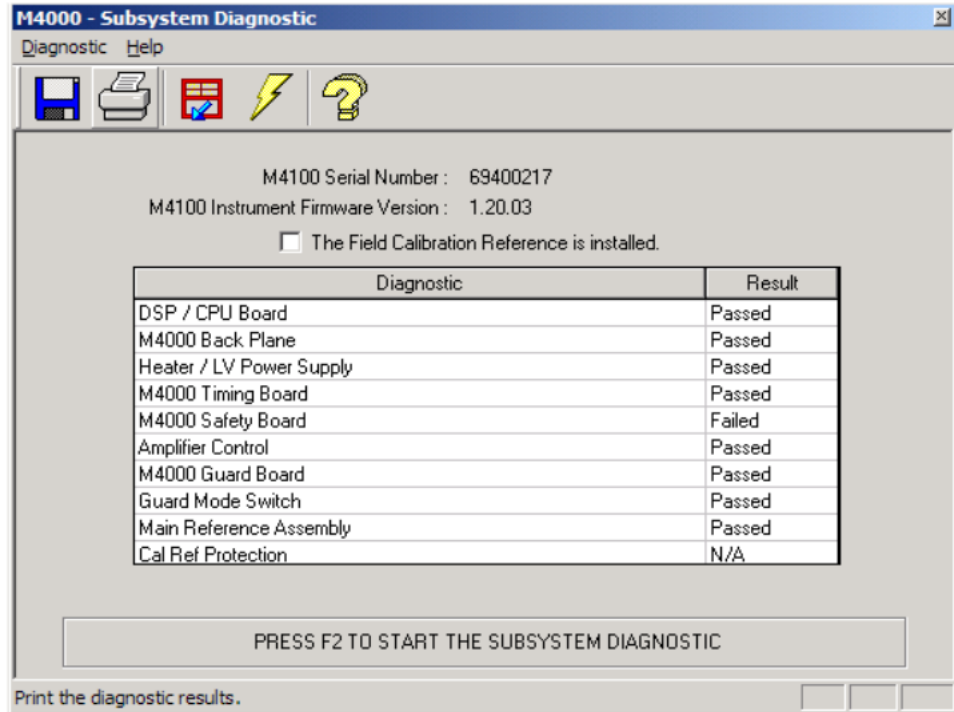 M4000 - Subsystem Diagnostic
Diagnostic Help
M4100 Serial Number : 69400217
M4100 Instrument Firmware Version : 1.20.03
The Field Calibration Reference is installed.
Diagnostic Result
DSP / CPU Board Passed
M4000 Back Plane Passed
Heater / LV Power Supply Passed
M4000 Timing Board Passed
M4000 Safety Board Failed
Amplifier Control Passed
M4000 Guard Board Passed
Guard Mode Switch Passed
Main Reference Assembly Passed
Cal Ref Protection N/A
PRESS F2 TO START THE SUBSYSTEM DIAGNOSTIC
Print the diagnostic results.